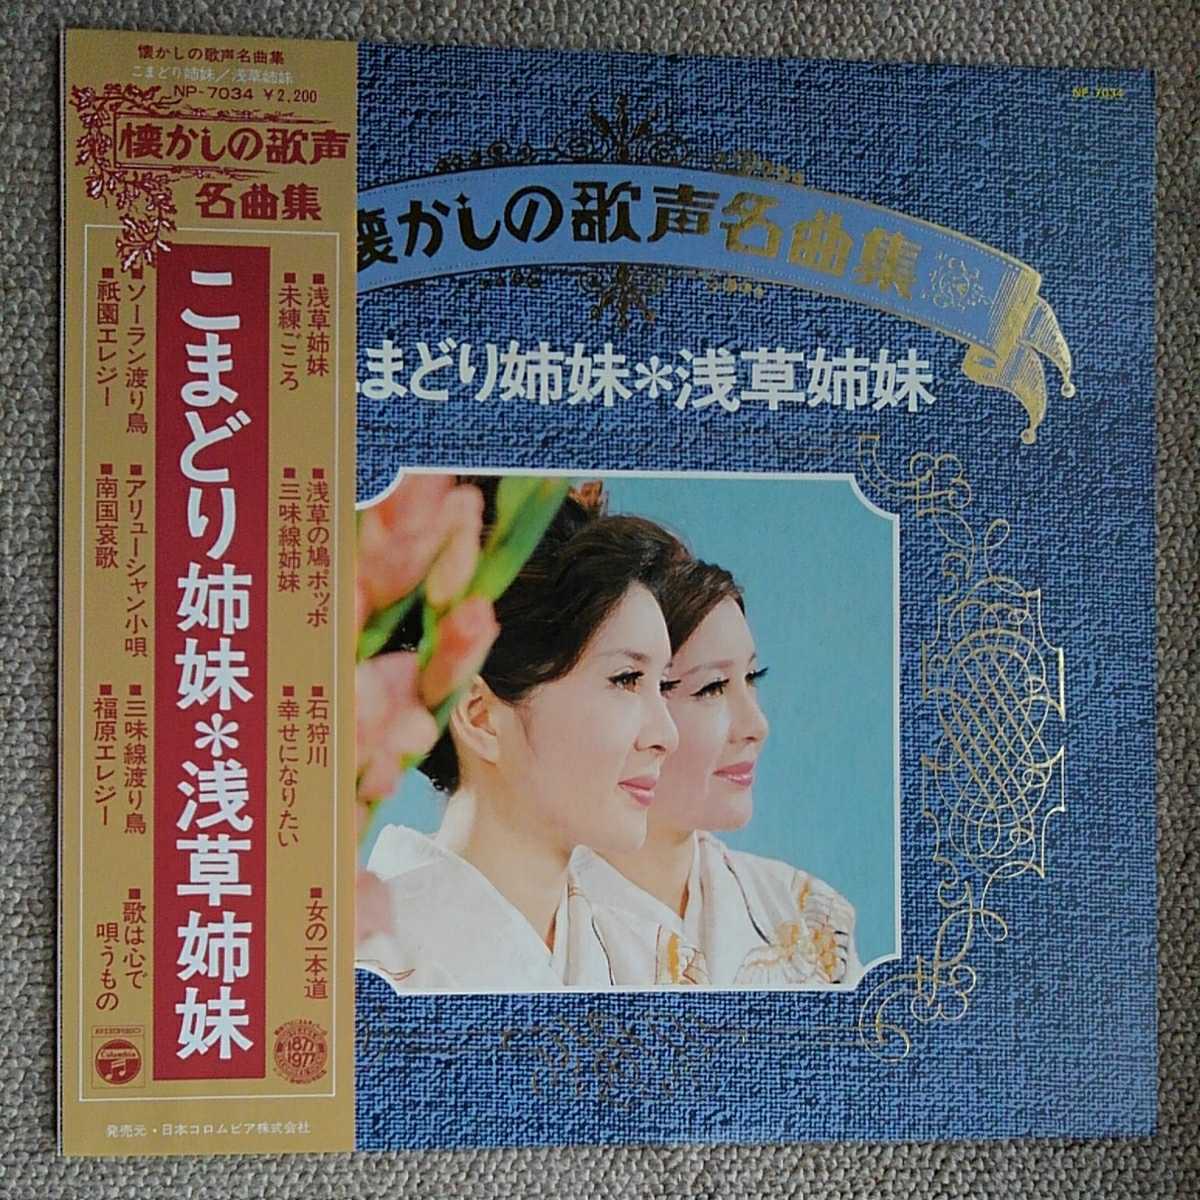 懐かしの歌声名曲集
こまどり姉妹／浅草姉妹
NP-7034 ¥2,200
懐かしの歌声
名曲集
こまどり姉妹*浅草姉妹
■浅草姉妹
■未練ごころ
■浅草の鳩ポッポ
■三味線姉妹
■石狩川
■幸せになりたい
■女の一本道
■ソーラン渡り鳥
■祇園エレジー
■アリューシャン小唄
■南国哀歌
■三味線渡り鳥
■福原エレジー
■歌は心で
唄うもの
Columbia
1877
1977
発売元・日本コロムビア株式会社
NP-7034
懐かしの歌声名曲集
まどり姉妹*浅草姉妹